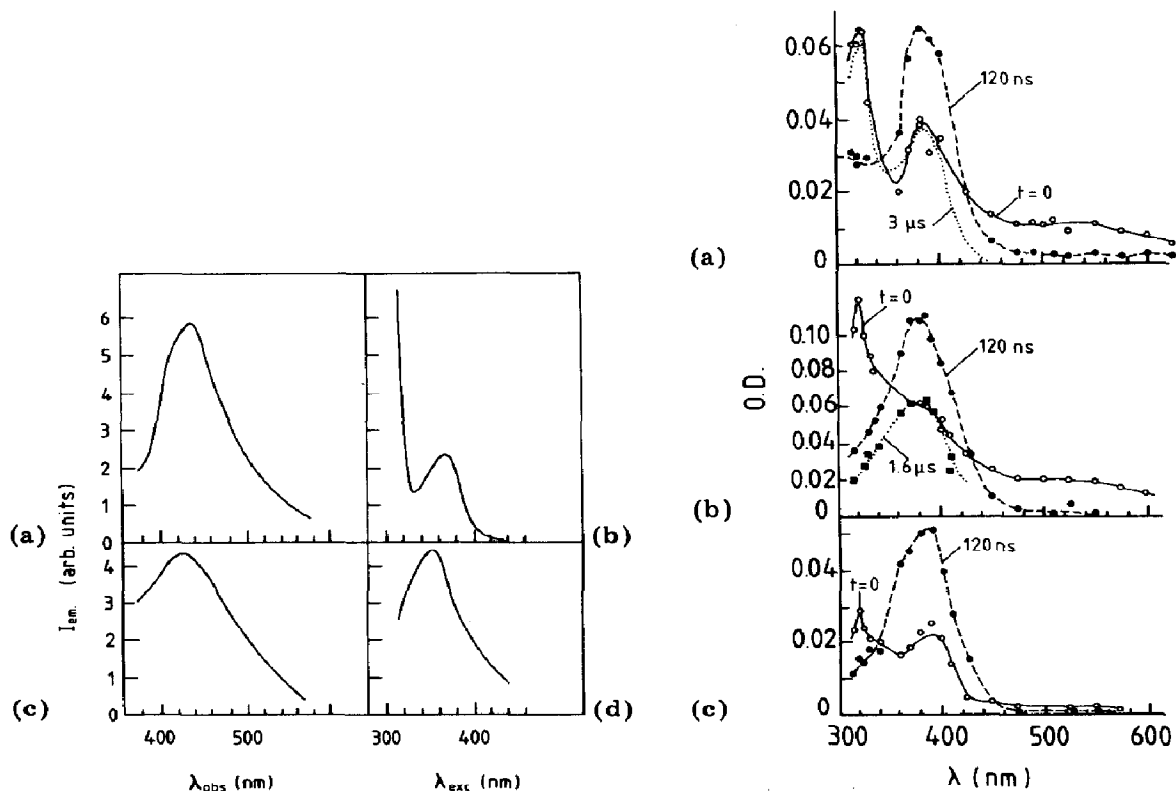 6
5
4
3
2
1
0
4
3
2
1
0
I em. (arb. units)
(a)
(b)
(c)
(d)
400
500
300
400
λobs (nm)
λexc (nm)
0.06
0.04
0.02
0
120 ns
t=0
3 μs
(a)
0.10
0.08
0.06
0.04
0.02
0
O.D.
t=0
120 ns
1.6 μs
(b)
0.04
0.02
0
t=0
120 ns
(c)
300
400
500
600
λ (nm)